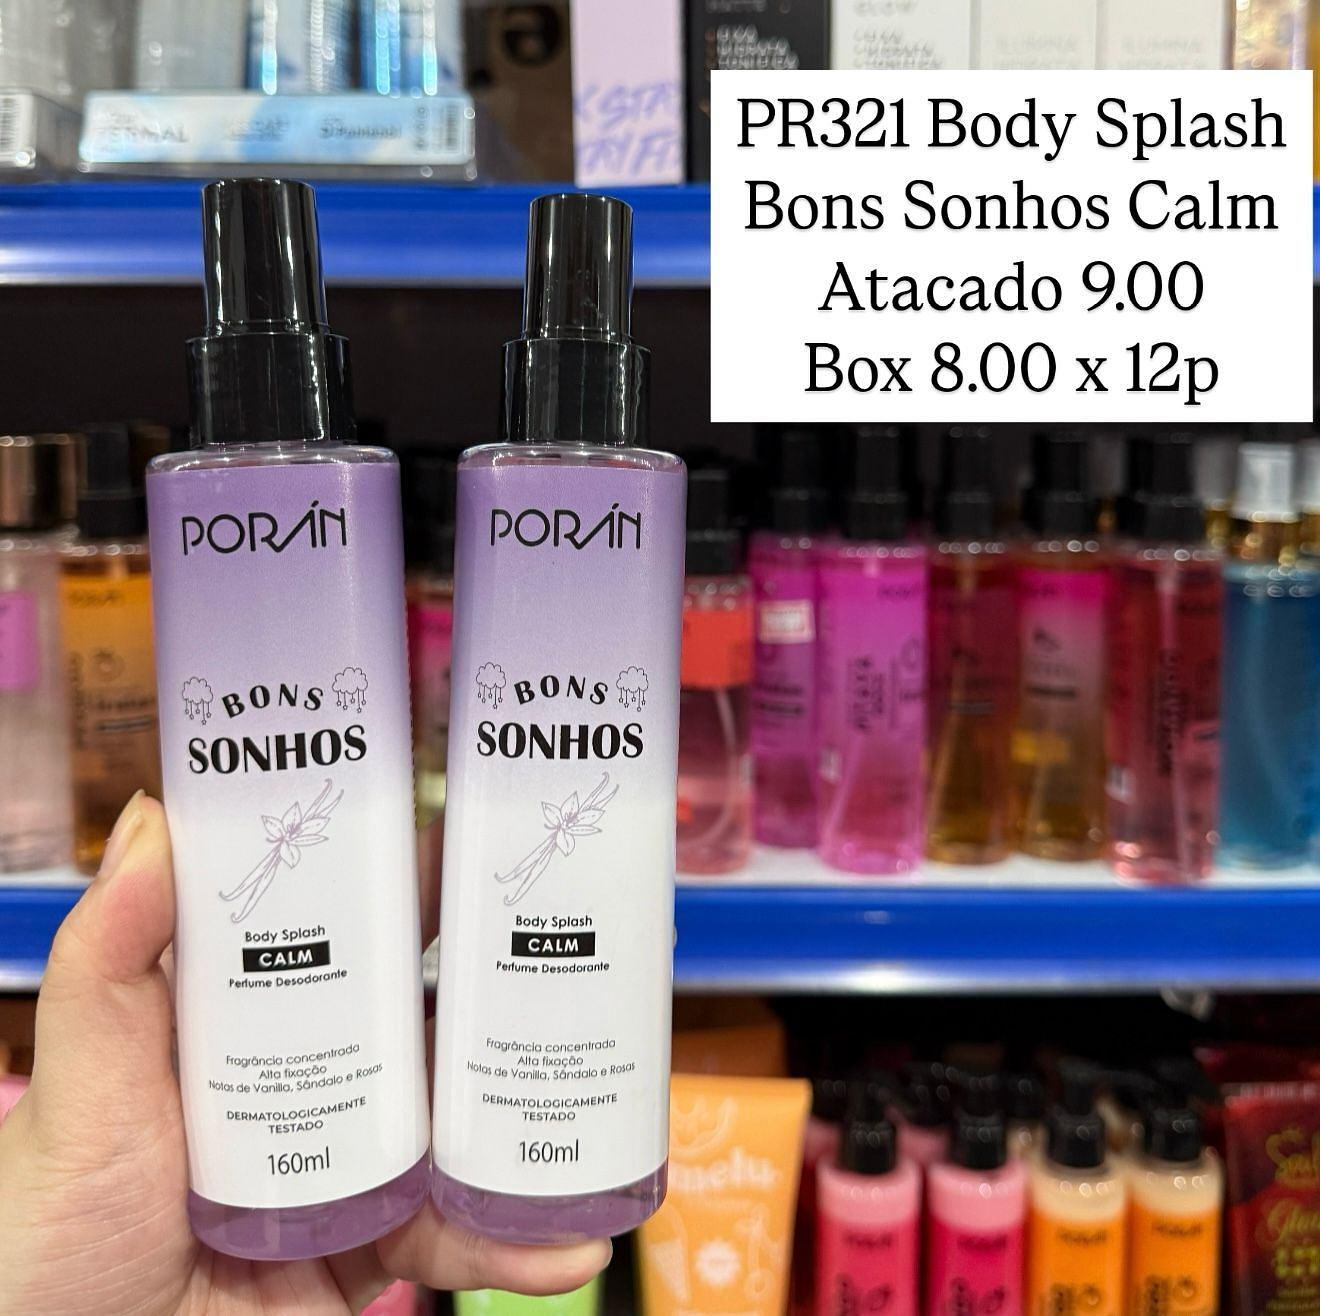 PR321 Body Splash
Bons Sonhos Calm
Atacado 9.00
Box 8.00 x 12p
PORÁN
BONS
SONHOS
Body Splash
CALM
Perfume Desodorante
Fragrância concentrada
Alta fixação
Notas de Vanilla, Sândalo e Rosas
DERMATOLOGICAMENTE
TESTADO
160ml
PORÁN
BONS
SONHOS
Body Splash
CALM
Perfume Desodorante
Fragrância concentrada
Alta fixação
Notas de Vanilla, Sândalo e Rosas
DERMATOLOGICAMENTE
TESTADO
160ml